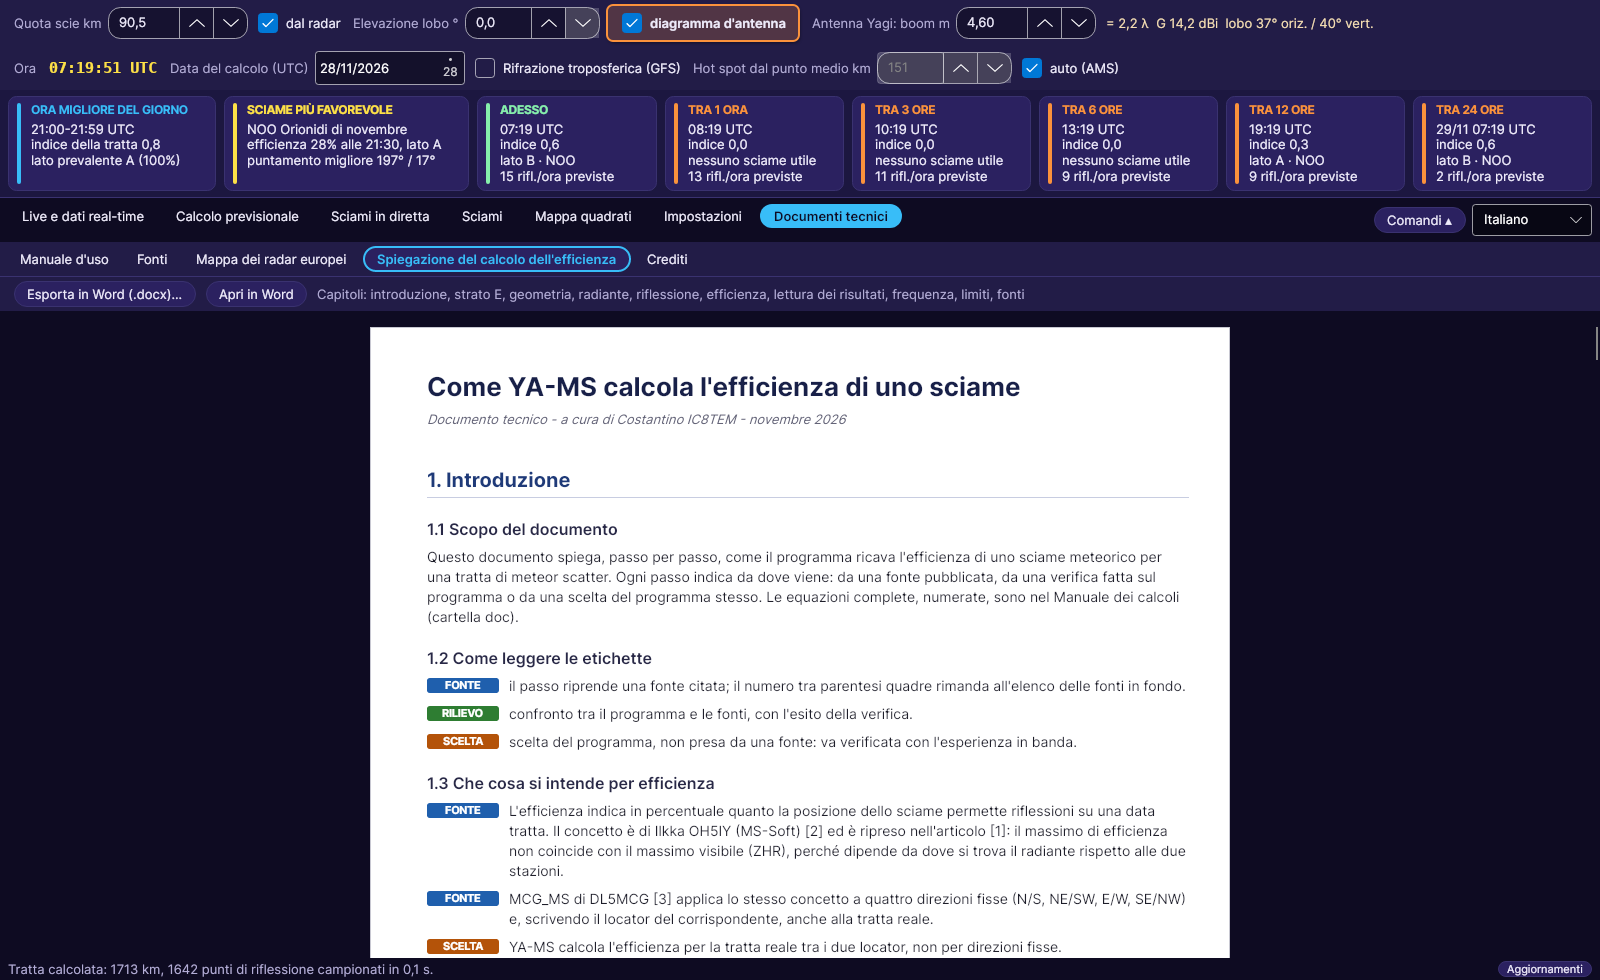 Quota scie km 90,5 dal radar Elevazione lobo ° 0,0 diagramma d'antenna Antenna Yagi: boom m 4,60 = 2,2 λ G 14,2 dBi lobo 37° oriz. / 40° vert.
Ora 07:19:51 UTC Data del calcolo (UTC) 28/11/2026 28 Rifrazione troposferica (GFS) Hot spot dal punto medio km 151 auto (AMS)
ORA MIGLIORE DEL GIORNO
21:00-21:59 UTC
indice della tratta 0,8
lato prevalente A (100%)
SCIAME PIÙ FAVOREVOLE
NOO Orionidi di novembre
efficienza 28% alle 21:30, lato A
puntamento migliore 197° / 17°
ADESSO
07:19 UTC
indice 0,6
lato B · NOO
15 rifl./ora previste
TRA 1 ORA
08:19 UTC
indice 0,0
nessuno sciame utile
13 rifl./ora previste
TRA 3 ORE
10:19 UTC
indice 0,0
nessuno sciame utile
11 rifl./ora previste
TRA 6 ORE
13:19 UTC
indice 0,0
nessuno sciame utile
9 rifl./ora previste
TRA 12 ORE
19:19 UTC
indice 0,3
lato A · NOO
9 rifl./ora previste
TRA 24 ORE
29/11 07:19 UTC
indice 0,6
lato B · NOO
2 rifl./ora previste
Live e dati real-time Calcolo previsionale Sciami in diretta Sciami Mappa quadrati Impostazioni Documenti tecnici Comandi ▴ Italiano
Manuale d'uso Fonti Mappa dei radar europei Spiegazione del calcolo dell'efficienza Crediti
Esporta in Word (.docx)... Apri in Word Capitoli: introduzione, strato E, geometria, radiante, riflessione, efficienza, lettura dei risultati, frequenza, limiti, fonti
Come YA-MS calcola l'efficienza di uno sciame
Documento tecnico - a cura di Costantino IC8TEM - novembre 2026
1. Introduzione
1.1 Scopo del documento
Questo documento spiega, passo per passo, come il programma ricava l'efficienza di uno sciame meteorico per
una tratta di meteor scatter. Ogni passo indica da dove viene: da una fonte pubblicata, da una verifica fatta sul
programma o da una scelta del programma stesso. Le equazioni complete, numerate, sono nel Manuale dei calcoli
(cartella doc).
1.2 Come leggere le etichette
FONTE il passo riprende una fonte citata; il numero tra parentesi quadre rimanda all'elenco delle fonti in fondo.
RILIEVO confronto tra il programma e le fonti, con l'esito della verifica.
SCELTA scelta del programma, non presa da una fonte: va verificata con l'esperienza in banda.
1.3 Che cosa si intende per efficienza
FONTE L'efficienza indica in percentuale quanto la posizione dello sciame permette riflessioni su una data
tratta. Il concetto è di Ilkka OH5IY (MS-Soft) [2] ed è ripreso nell'articolo [1]: il massimo di efficienza
non coincide con il massimo visibile (ZHR), perché dipende da dove si trova il radiante rispetto alle due
stazioni.
FONTE MCG_MS di DL5MCG [3] applica lo stesso concetto a quattro direzioni fisse (N/S, NE/SW, E/W, SE/NW)
e, scrivendo il locator del corrispondente, anche alla tratta reale.
SCELTA YA-MS calcola l'efficienza per la tratta reale tra i due locator, non per direzioni fisse.
Tratta calcolata: 1713 km, 1642 punti di riflessione campionati in 0,1 s. Aggiornamenti